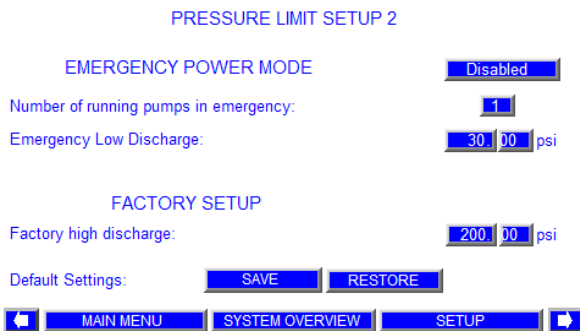 PRESSURE LIMIT SETUP 2
EMERGENCY POWER MODE Disabled
Number of running pumps in emergency: 1
Emergency Low Discharge: 30. 00 psi
FACTORY SETUP
Factory high discharge: 200. 00 psi
Default Settings: SAVE RESTORE
MAIN MENU SYSTEM OVERVIEW SETUP